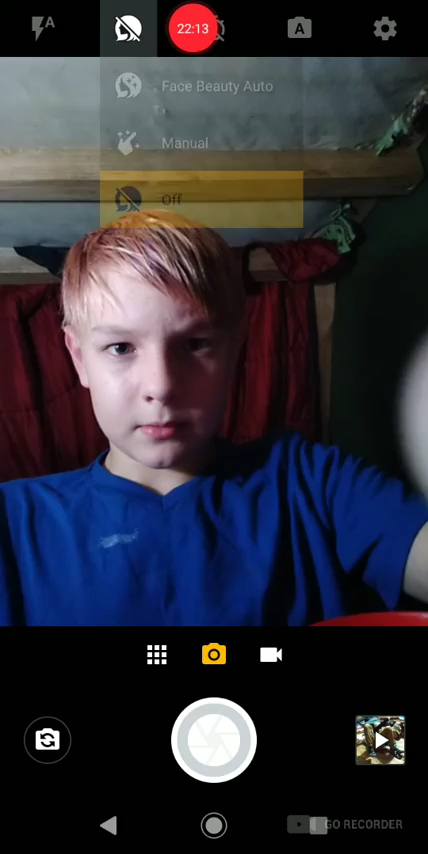 A
22:13
A
Face Beauty Auto
Manual
Off
GO RECORDER